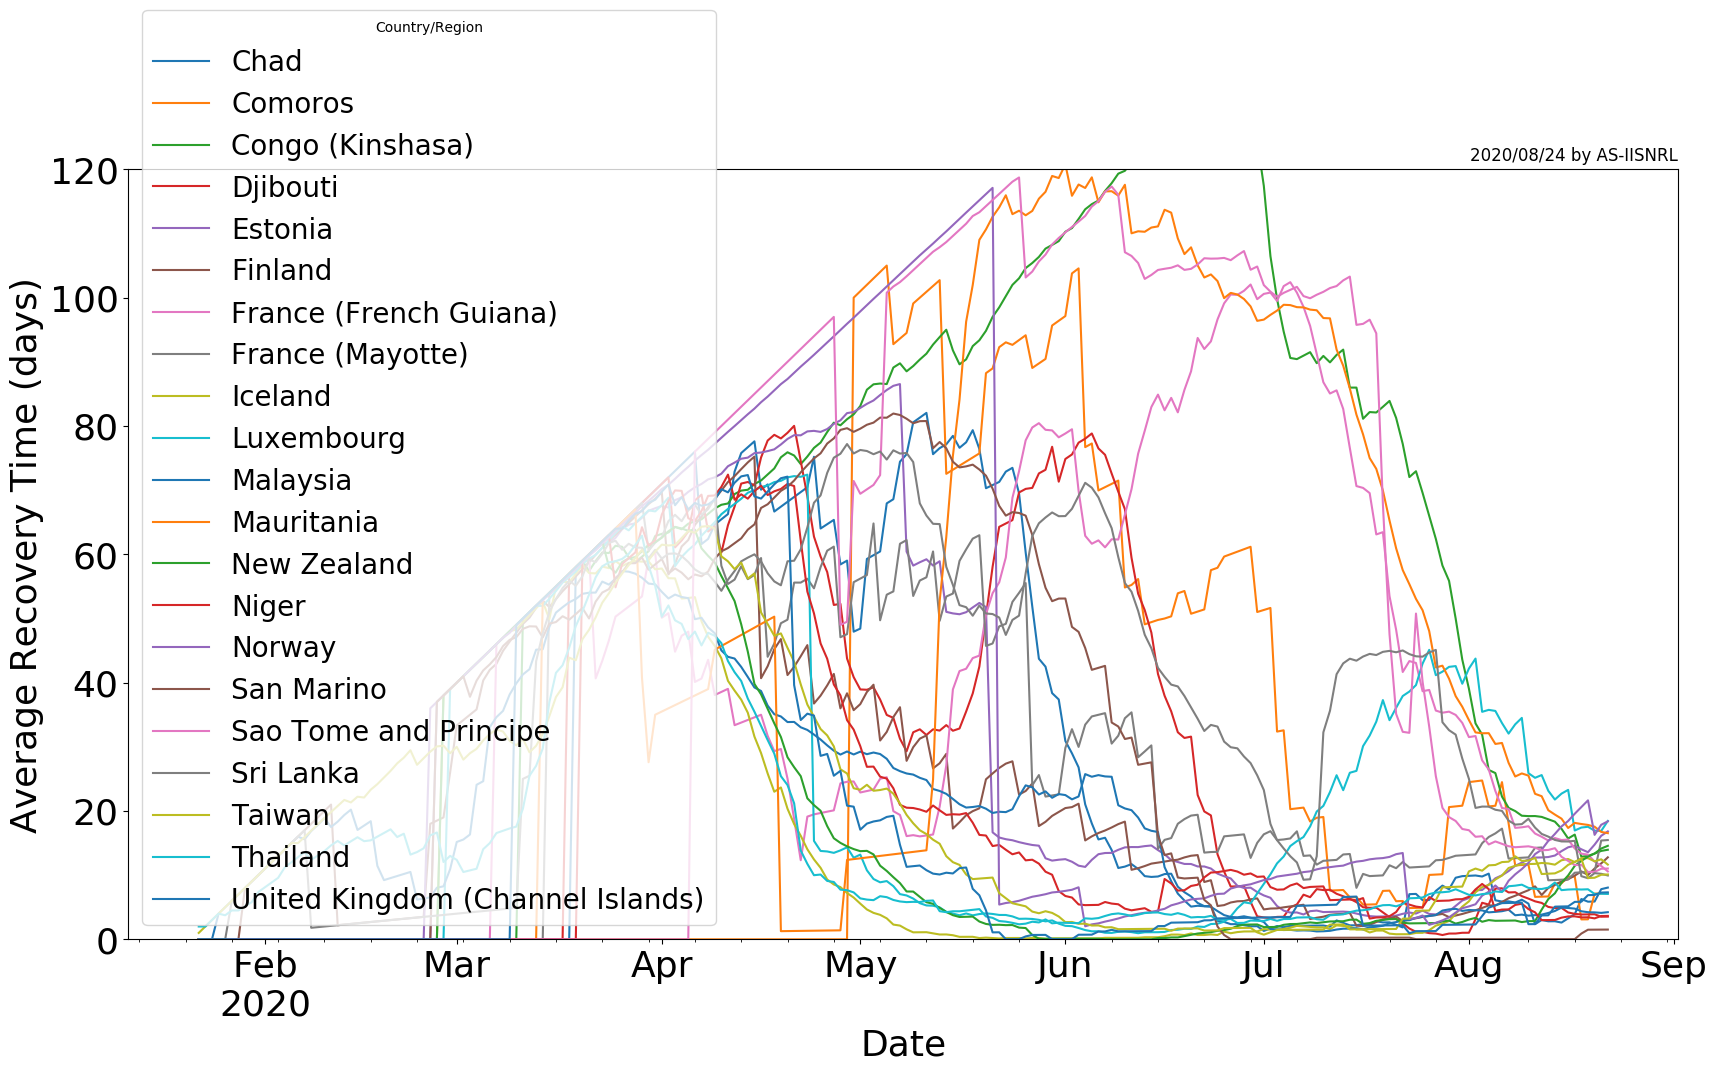 Country/Region
Chad
Comoros
Congo (Kinshasa)
Djibouti
Estonia
Finland
France (French Guiana)
France (Mayotte)
Iceland
Luxembourg
Malaysia
Mauritania
New Zealand
Niger
Norway
San Marino
Sao Tome and Principe
Sri Lanka
Taiwan
Thailand
United Kingdom (Channel Islands)
2020/08/24 by AS-IISNRL
Average Recovery Time (days)
120
100
80
60
40
20
0
Feb Mar Apr May Jun Jul Aug Sep
2020
Date